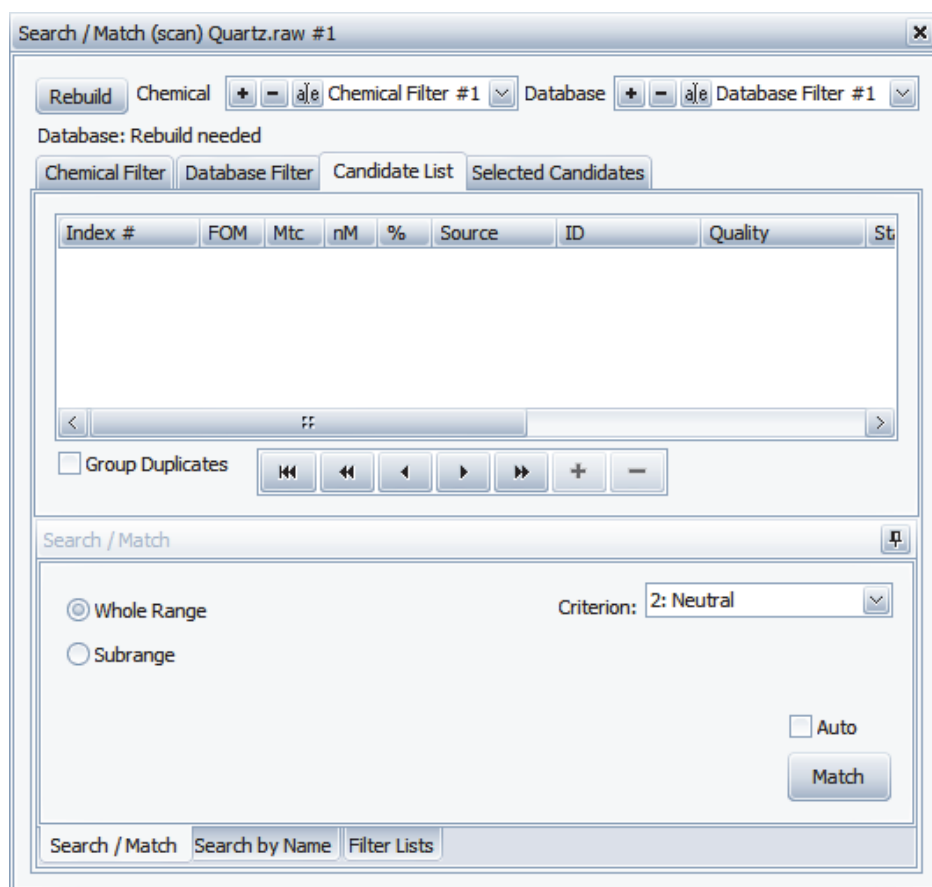 Search / Match (scan) Quartz.raw #1
Rebuild Chemical + − a|e Chemical Filter #1 Database + − a|e Database Filter #1
Database: Rebuild needed
Chemical Filter Database Filter Candidate List Selected Candidates
Index # FOM Mtc nM % Source ID Quality St
Group Duplicates + −
Search / Match
Whole Range Criterion: 2: Neutral
Subrange
Auto
Match
Search / Match Search by Name Filter Lists